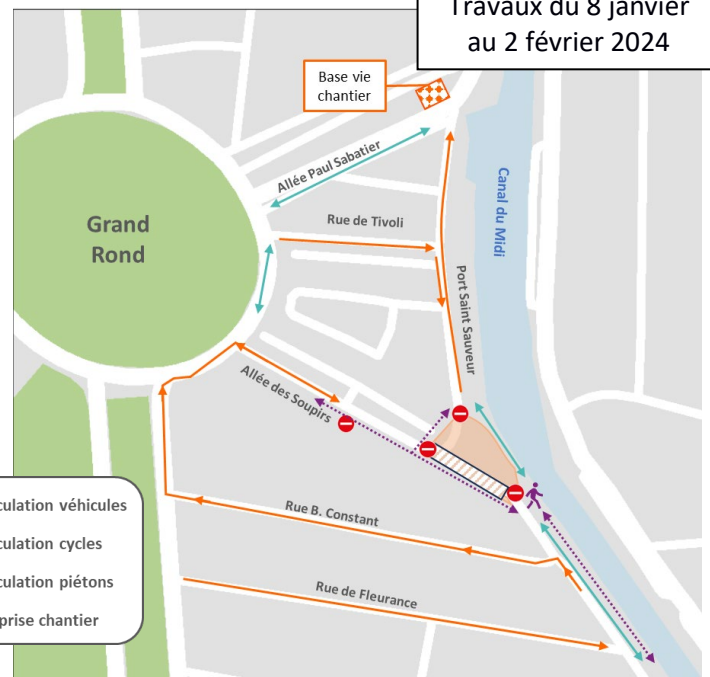 Travaux du 8 janvier
au 2 février 2024
Base vie
chantier
Allée Paul Sabatier
Canal du Midi
Grand
Rond
Rue de Tivoli
Port Saint Sauveur
Allée des Soupirs
culation véhicules
culation cycles
culation piétons
prise chantier
Rue B. Constant
Rue de Fleurance